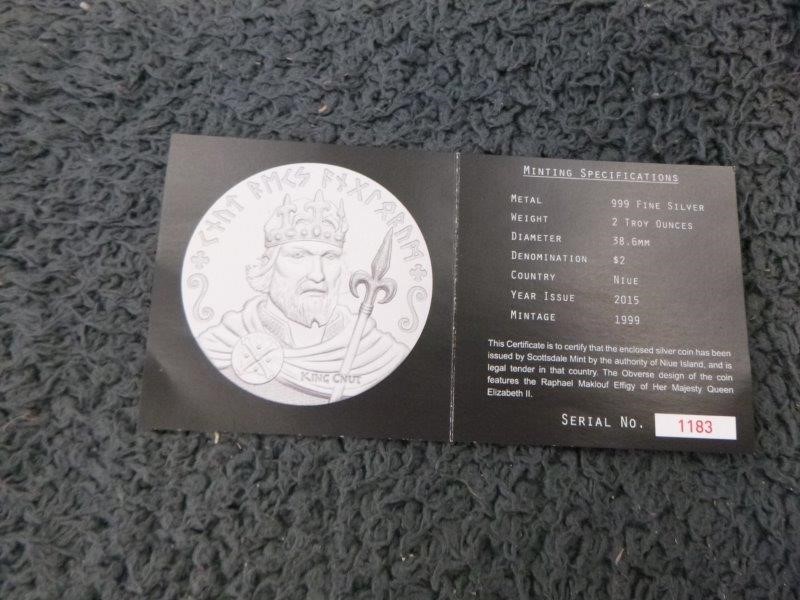 ᚳᚾᚢᛏ ᚱᛖᚳᛋ ᚪᚾᚷᛚᚩᚱᚢᛗ
KING CNUT
MINTING SPECIFICATIONS
METAL 999 FINE SILVER
WEIGHT 2 TROY OUNCES
DIAMETER 38.6MM
DENOMINATION $2
COUNTRY NIUE
YEAR ISSUE 2015
MINTAGE 1999
This Certificate is to certify that the enclosed silver coin has been
issued by Scottsdale Mint by the authority of Niue Island, and is
legal tender in that country. The Obverse design of the coin
features the Raphael Maklouf Effigy of Her Majesty Queen
Elizabeth II.
SERIAL NO. 1183